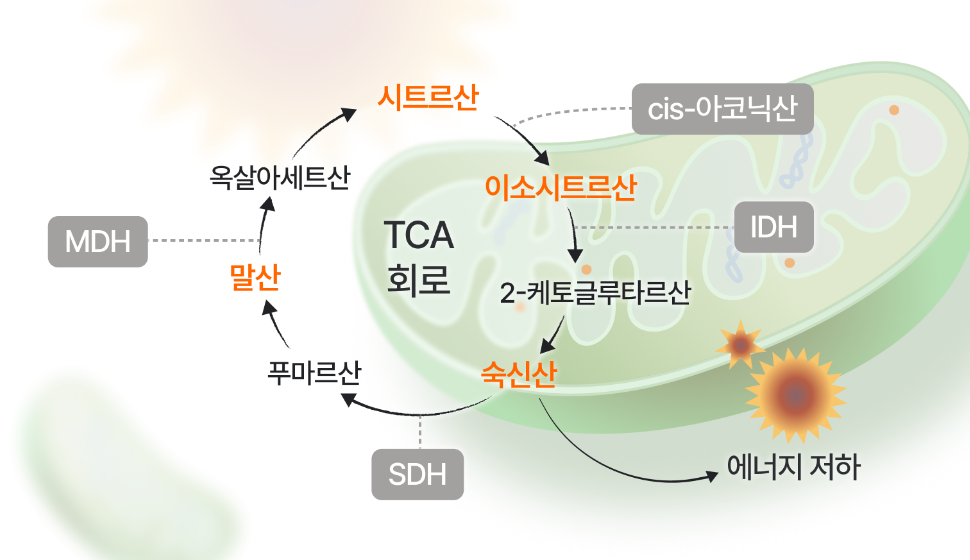 시트르산
cis-아코닉산
옥살아세트산
이소시트르산
MDH
TCA
회로
IDH
말산
2-케토글루타르산
푸마르산
숙신산
SDH
에너지 저하